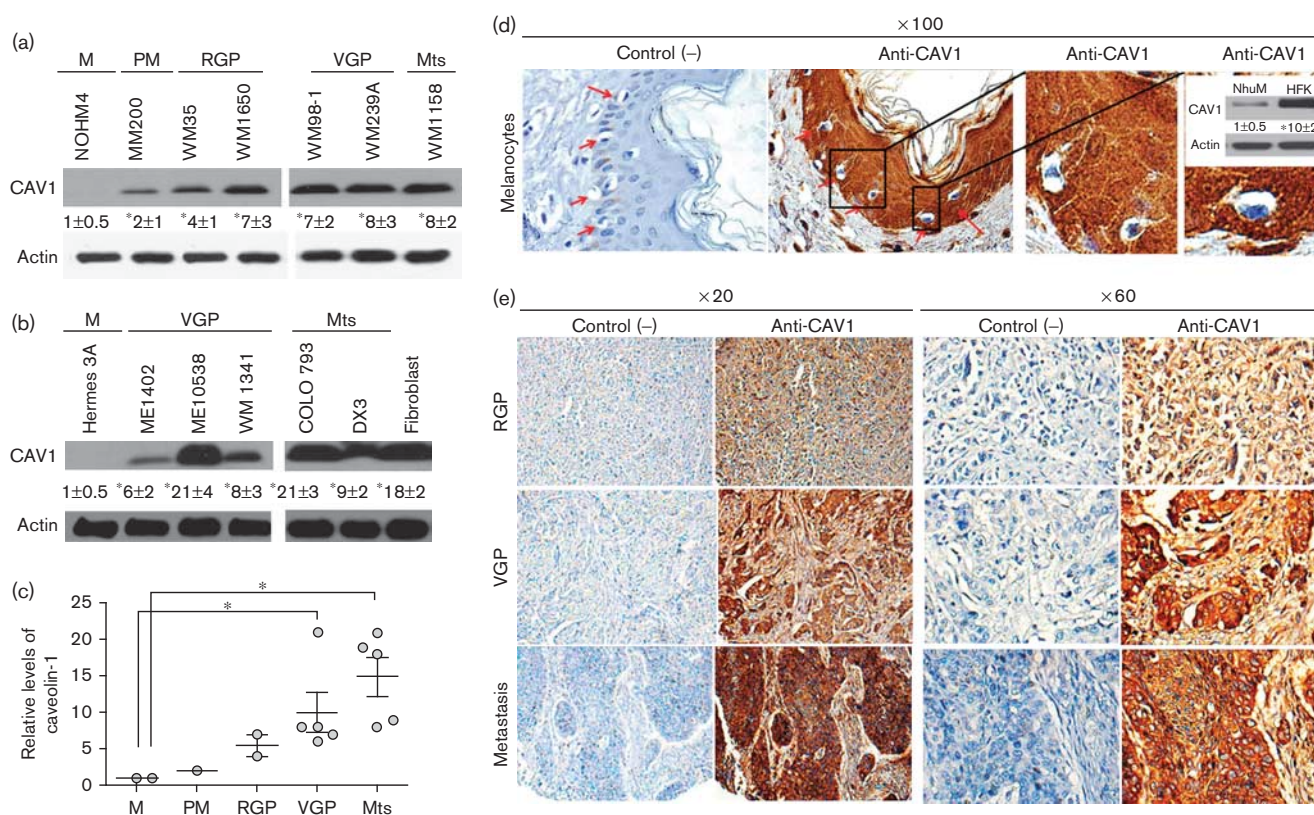 (a)
M PM RGP VGP Mts
NOHM4 MM200 WM35 WM1650 WM98-1 WM239A WM1158
CAV1
1±0.5 *2±1 *4±1 *7±3 *7±2 *8±3 *8±2
Actin
(b)
M VGP Mts
Hermes 3A ME1402 ME10538 WM 1341 COLO 793 DX3 Fibroblast
CAV1
1±0.5 *6±2 *21±4 *8±3 *21±3 *9±2 *18±2
Actin
(c)
* *
Relative levels of
caveolin-1
25
20
15
10
5
0
M PM RGP VGP Mts
(d)
×100
Control (–) Anti-CAV1 Anti-CAV1 Anti-CAV1
Melanocytes
NhuM HFK
CAV1
1±0.5 *10±2
Actin
(e)
×20 ×60
Control (–) Anti-CAV1 Control (–) Anti-CAV1
RGP
VGP
Metastasis